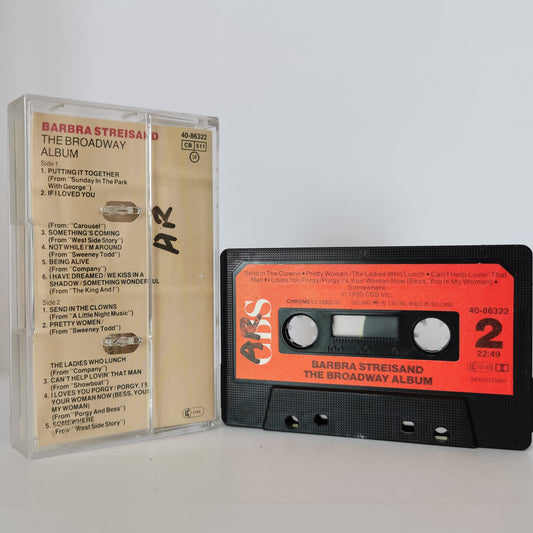 BARBRA STREISAND
THE BROADWAY
ALBUM
40-86322
CB 511
58
Side 1
1. PUTTING IT TOGETHER
(From "Sunday In The Park
With George")
2. IF I LOVED YOU
(From: "Carousel")
3. SOMETHING'S COMING
(From "West Side Story")
4. NOT WHILE I'M AROUND
(From "Sweeney Todd")
5. BEING ALIVE
(From "Company")
6. I HAVE DREAMED / WE KISS IN A
SHADOW / SOMETHING WONDERFUL
(From "The King And I")
Side 2
1. SEND IN THE CLOWNS
(From "A Little Night Music")
2. PRETTY WOMEN /
(From "Sweeney Todd)
THE LADIES WHO LUNCH
(From "Company")
3. CAN'T HELP LOVIN' THAT MAN
(From "Showboat")
4. I LOVES YOU PORGY / PORGY, I'S
YOUR WOMAN NOW (BESS, YOU I
MY WOMAN)
(From "Porgy And Bess")
5. SOMEWHERE
(From "West Side Story)
AR
Send In The Clowns • Pretty Women/The Ladies Who Lunch • Can't Help Lovin' That
Man • I Loves You Porgy/Porgy, I's Your Woman Now (Bess, You Is My Woman) •
Somewhere
℗ 1985 CBS Inc.
CHROME
MADE IN HOLLAND
40-86322
CBS
AR
2
22:49
BARBRA STREISAND
THE BROADWAY ALBUM